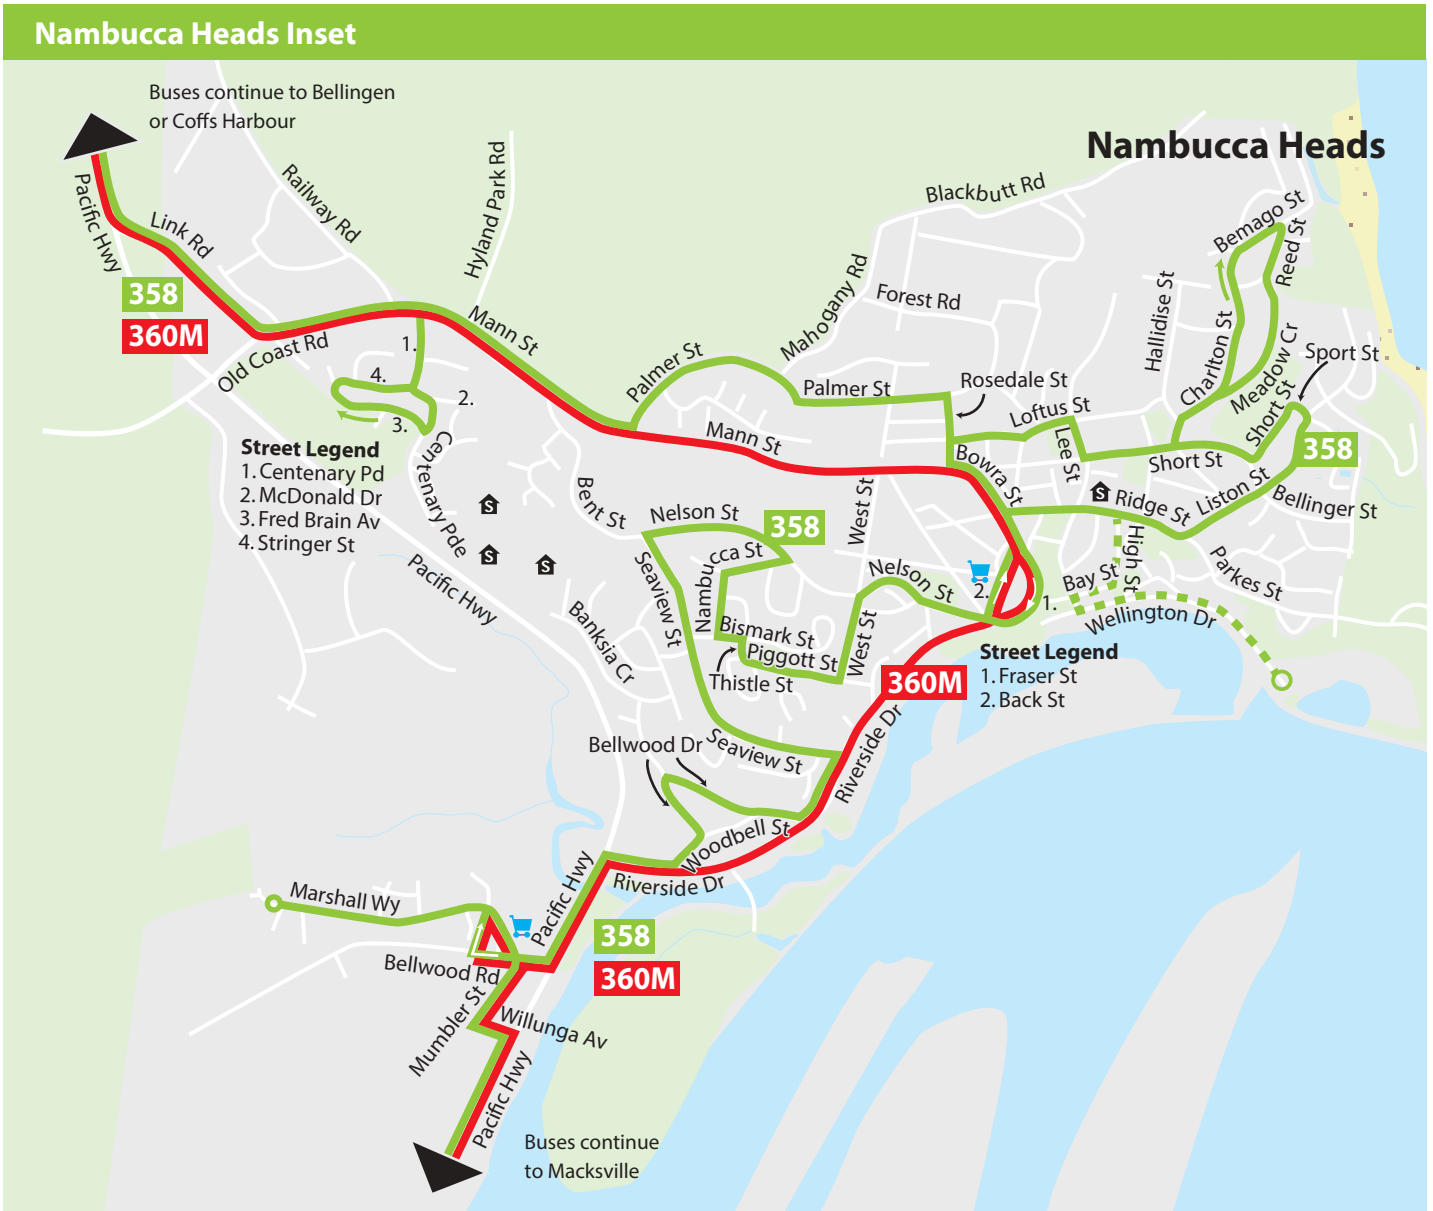 Nambucca Heads Inset
Buses continue to Bellingen
or Coffs Harbour
Nambucca Heads
Pacific Hwy
Link Rd
Railway Rd
Hyland Park Rd
Blackbutt Rd
Bemago St
Reed St
358
360M
Old Coast Rd
Mann St
Mahogany Rd
Forest Rd
Hallidise St
Charlton St
Meadow Cr
Sport St
1.
4.
2.
3.
Palmer St
Palmer St
Rosedale St
Loftus St
Short St
Street Legend
1. Centenary Pd
2. McDonald Dr
3. Fred Brain Av
4. Stringer St
Centenary Pde
Mann St
Bowra St
Lee St
Short St
358
S
S
S
S
Bent St
Nelson St
358
West St
Ridge St
Liston St
Bellinger St
Pacific Hwy
Seaview St
Nambucca St
Nelson St
2.
1.
Bay St
High St
Parkes St
Wellington Dr
Banksia Cr
Bismark St
Piggott St
Thistle St
West St
360M
Street Legend
1. Fraser St
2. Back St
Bellwood Dr
Seaview St
Riverside Dr
Woodbell St
Riverside Dr
Pacific Hwy
Marshall Wy
358
360M
Bellwood Rd
Mumbler St
Willunga Av
Pacific Hwy
Buses continue
to Macksville